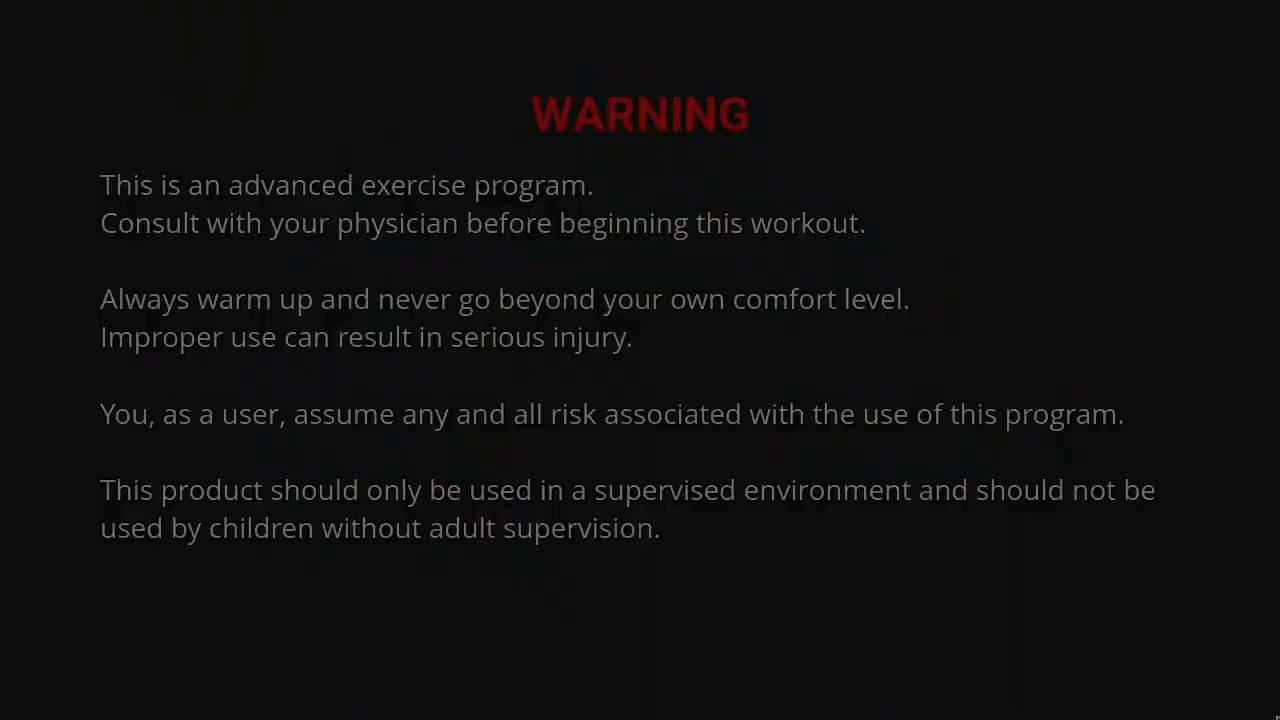 WARNING
This is an advanced exercise program.
Consult with your physician before beginning this workout.
Always warm up and never go beyond your own comfort level.
Improper use can result in serious injury.
You, as a user, assume any and all risk associated with the use of this program.
This product should only be used in a supervised environment and should not be
used by children without adult supervision.